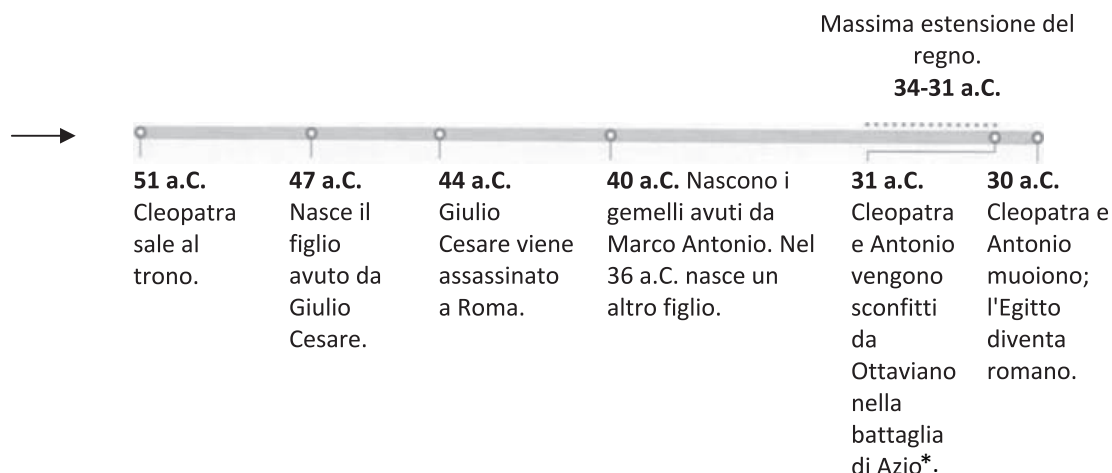 Massima estensione del
regno.
34-31 a.C.
51 a.C.
Cleopatra
sale al
trono.
47 a.C.
Nasce il
figlio
avuto da
Giulio
Cesare.
44 a.C.
Giulio
Cesare viene
assassinato
a Roma.
40 a.C. Nascono i
gemelli avuti da
Marco Antonio. Nel
36 a.C. nasce un
altro figlio.
31 a.C.
Cleopatra
e Antonio
vengono
sconfitti
da
Ottaviano
nella
battaglia
di Azio*.
30 a.C.
Cleopatra e
Antonio
muoiono;
l'Egitto
diventa
romano.